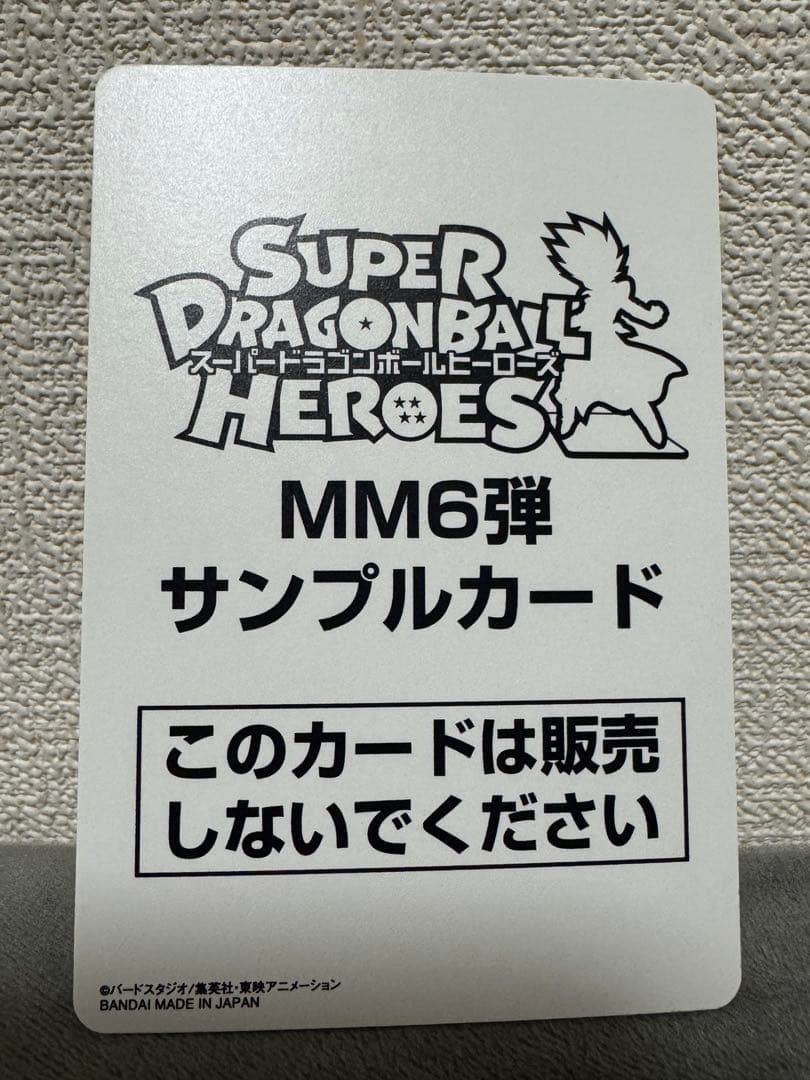 SUPER
DRAGONBALL
スーパードラゴンボールヒーローズ
HEROES
MM6弾
サンプルカード
このカードは販売
しないでください
©バードスタジオ/集英社・東映アニメーション
BANDAI MADE IN JAPAN